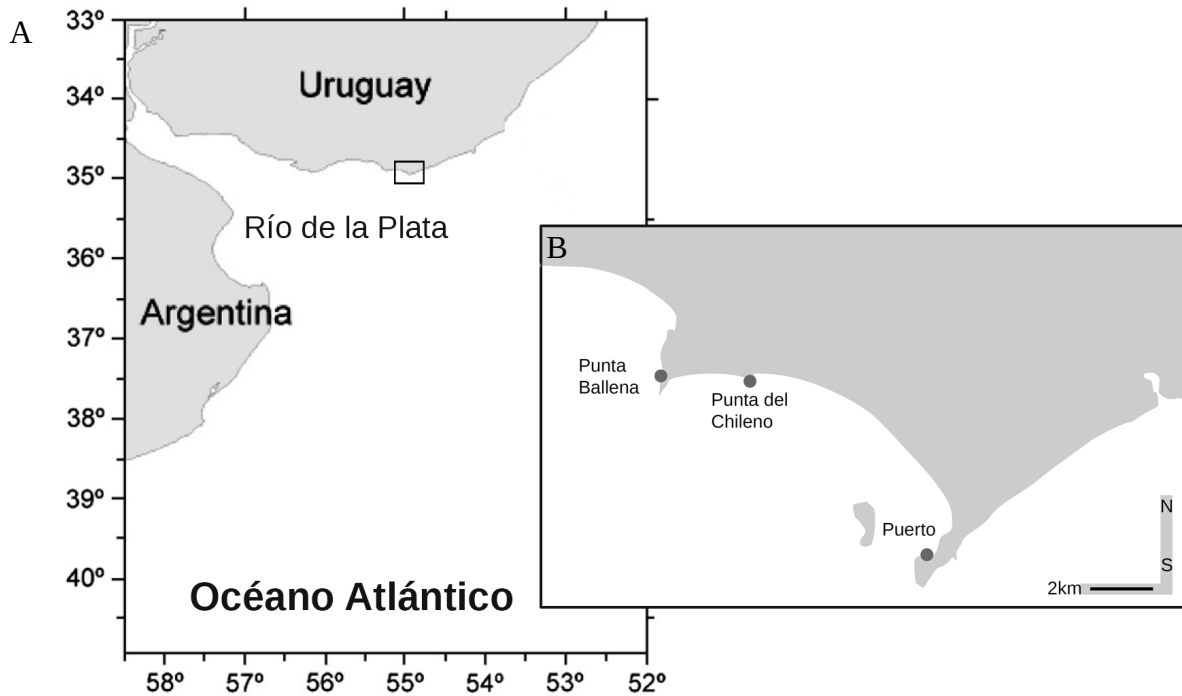 A
33º
34º
35º
36º
37º
38º
39º
40º
Uruguay
Río de la Plata
Argentina
Océano Atlántico
58º
57º
56º
55º
54º
53º
52º
B
Punta
Ballena
Punta del
Chileno
Puerto
N
S
2km